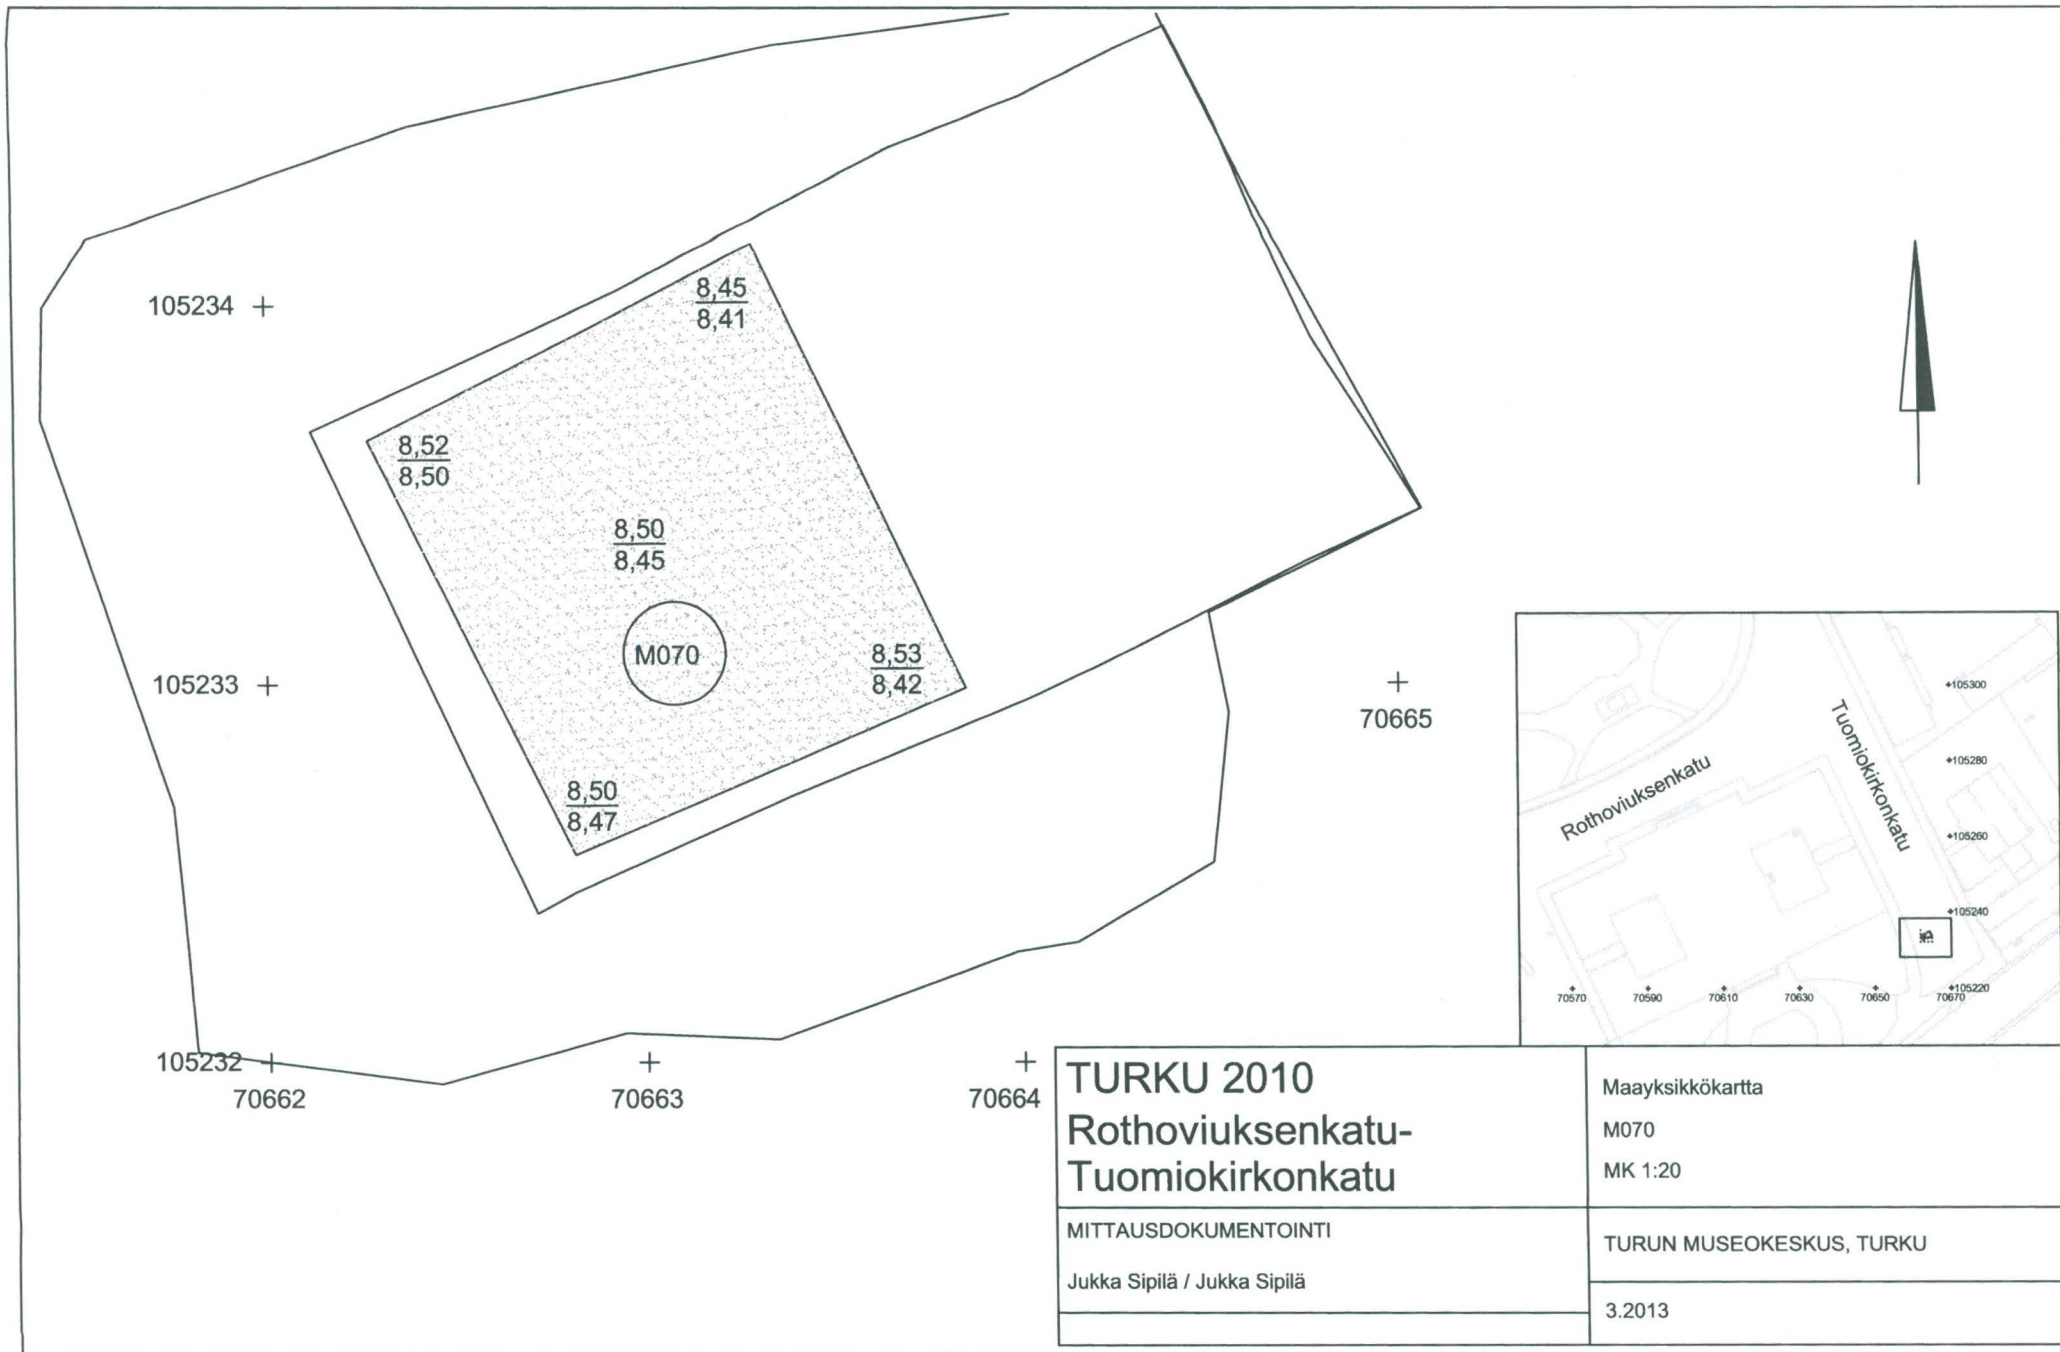 105234
8,45
8,41
8,52
8,50
8,50
8,45
M070
105233
8,53
8,42
8,50
8,47
70665
105232
70662
70663
70664
Rothoviuksenkatu
Tuomiokirkonkatu
105300
105280
105260
105240
105220
70570
70590
70610
70630
70650
70670
TURKU 2010
Rothoviuksenkatu-
Tuomiokirkonkatu
Maayksikkökartta
M070
MK 1:20
MITTAUSDOKUMENTOINTI
Jukka Sipilä / Jukka Sipilä
TURUN MUSEOKESKUS, TURKU
3.2013